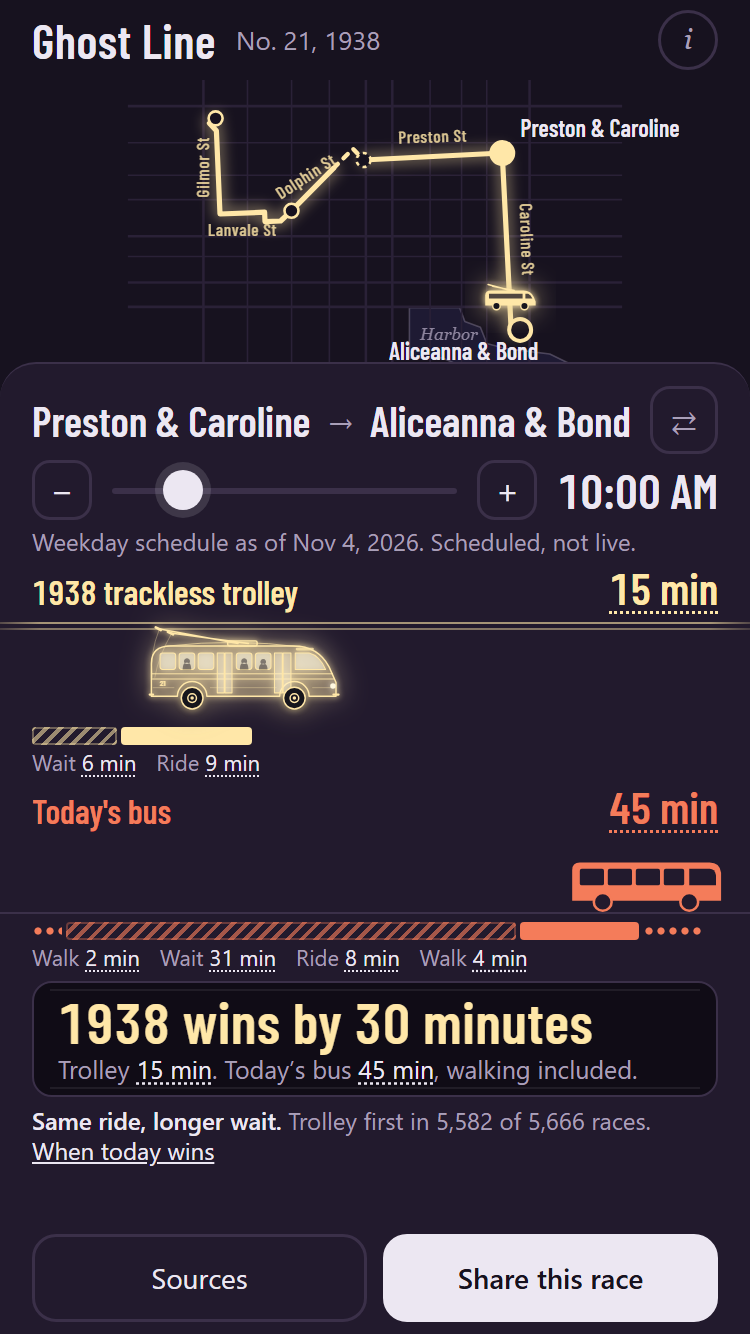 Ghost Line No. 21, 1938 i
Preston & Caroline
Preston St
Gilmor St
Dolphin St
Lanvale St
Caroline St
Harbor
Aliceanna & Bond
Preston & Caroline → Aliceanna & Bond ⇄
− + 10:00 AM
Weekday schedule as of Nov 4, 2026. Scheduled, not live.
1938 trackless trolley 15 min
Wait 6 min Ride 9 min
Today's bus 45 min
Walk 2 min Wait 31 min Ride 8 min Walk 4 min
1938 wins by 30 minutes
Trolley 15 min. Today’s bus 45 min, walking included.
Same ride, longer wait. Trolley first in 5,582 of 5,666 races.
When today wins
Sources Share this race